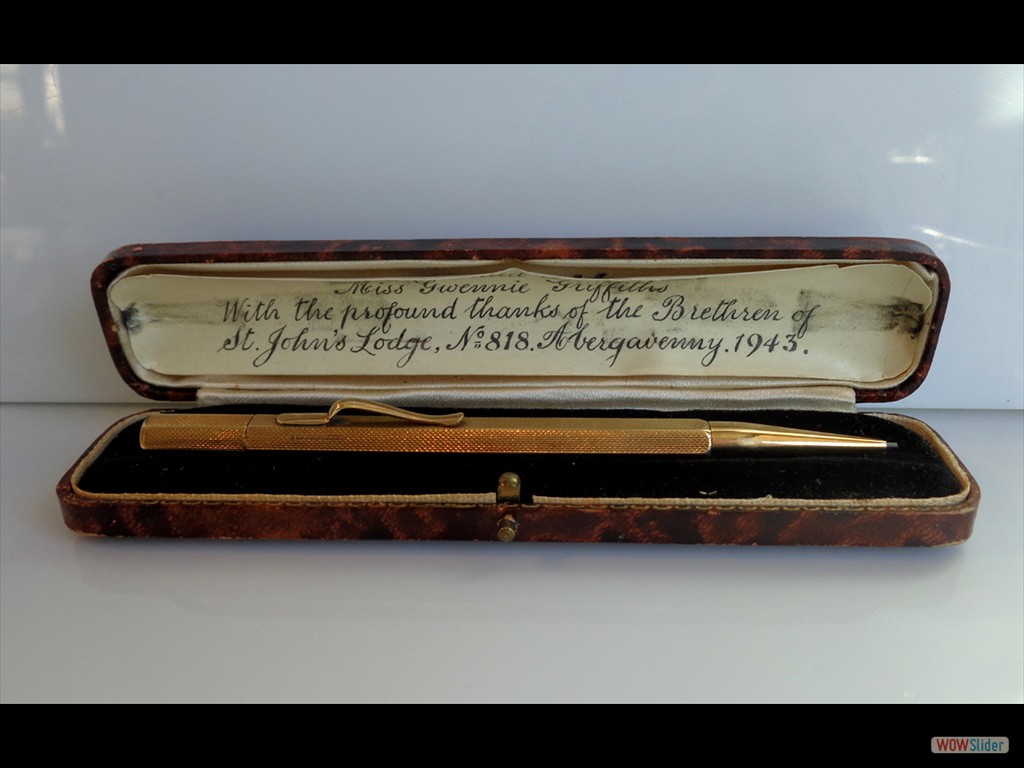 Miss Gwennie Griffiths
With the profound thanks of the Brethren of
St. John's Lodge, No. 818. Abergavenny. 1943.
WOWSlider